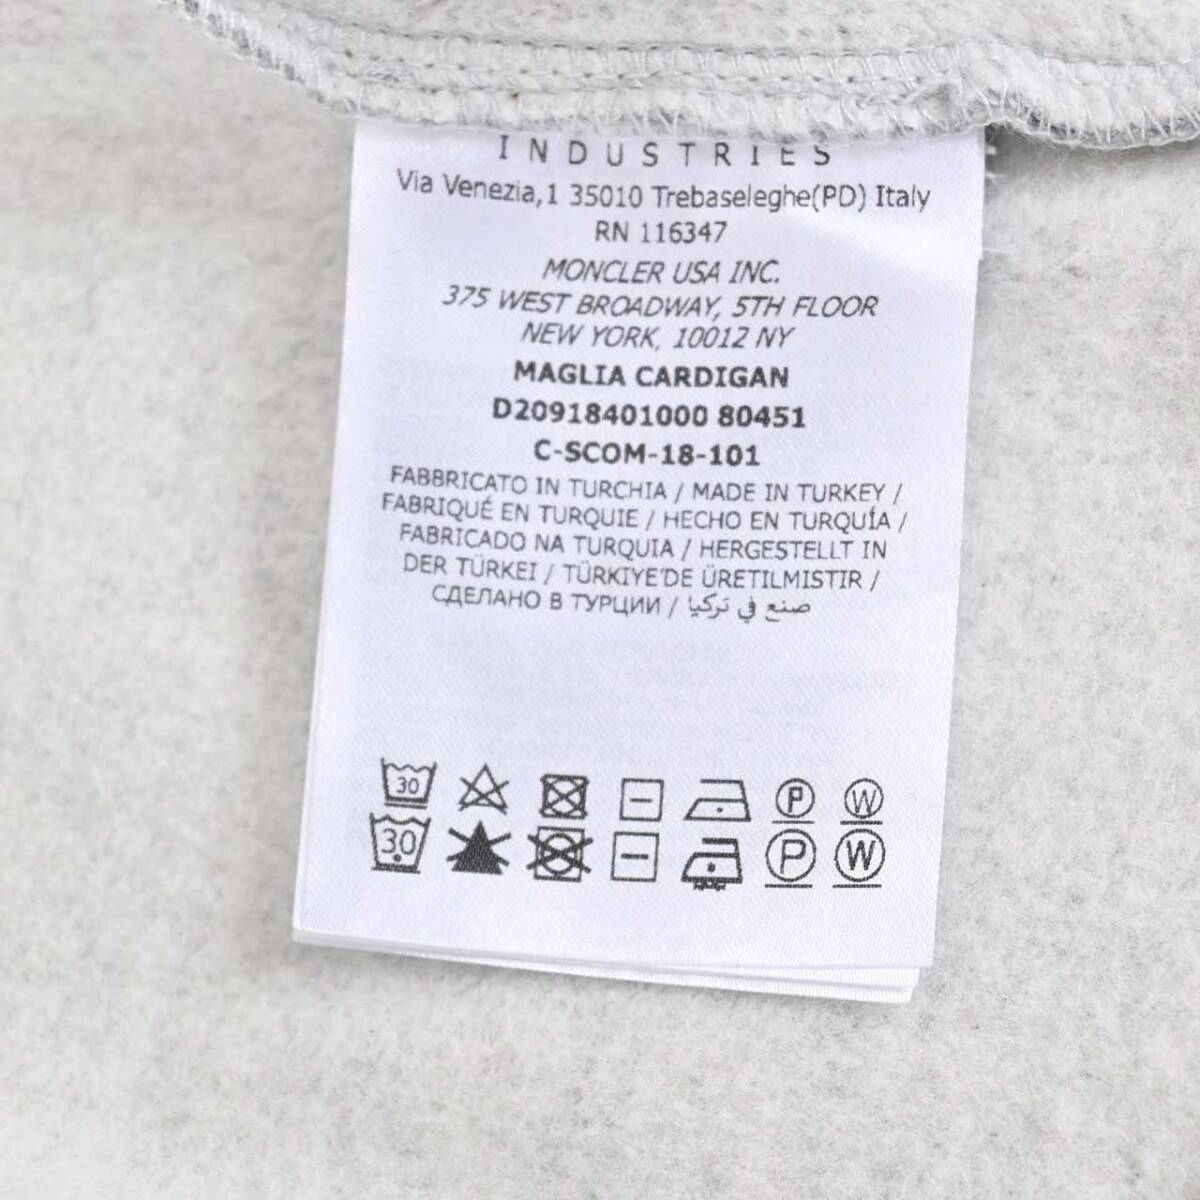 INDUSTRIES
Via Venezia,1 35010 Trebaseleghe(PD) Italy
RN 116347
MONCLER USA INC.
375 WEST BROADWAY, 5TH FLOOR
NEW YORK, 10012 NY
MAGLIA CARDIGAN
D20918401000 80451
C-SCOM-18-101
FABBRICATO IN TURCHIA / MADE IN TURKEY /
FABRIQUÉ EN TURQUIE / HECHO EN TURQUÍA /
FABRICADO NA TURQUIA / HERGESTELLT IN
DER TÜRKEI / TÜRKIYE'DE ÜRETILMISTIR /
СДЕЛАНО В ТУРЦИИ / صنع في تركيا
30 P W
30 P W